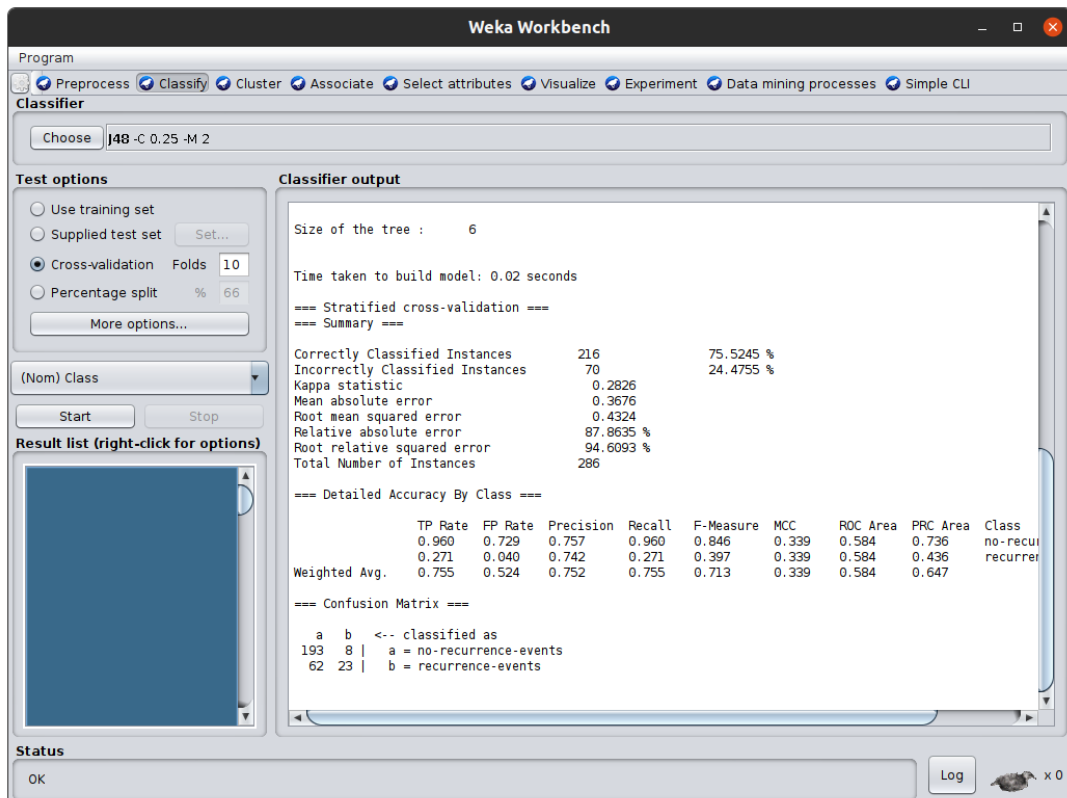 Weka Workbench
Program
Preprocess Classify Cluster Associate Select attributes Visualize Experiment Data mining processes Simple CLI
Classifier
Choose J48 -C 0.25 -M 2
Test options
Use training set
Supplied test set Set...
Cross-validation Folds 10
Percentage split % 66
More options...
(Nom) Class
Start Stop
Result list (right-click for options)
Classifier output
Size of the tree : 6
Time taken to build model: 0.02 seconds
=== Stratified cross-validation ===
=== Summary ===
Correctly Classified Instances 216 75.5245 %
Incorrectly Classified Instances 70 24.4755 %
Kappa statistic 0.2826
Mean absolute error 0.3676
Root mean squared error 0.4324
Relative absolute error 87.8635 %
Root relative squared error 94.6093 %
Total Number of Instances 286
=== Detailed Accuracy By Class ===
TP Rate FP Rate Precision Recall F-Measure MCC ROC Area PRC Area Class
0.960 0.729 0.757 0.960 0.846 0.339 0.584 0.736 no-recur
0.271 0.040 0.742 0.271 0.397 0.339 0.584 0.436 recurren
Weighted Avg. 0.755 0.524 0.752 0.755 0.713 0.339 0.584 0.647
=== Confusion Matrix ===
a b <-- classified as
193 8 | a = no-recurrence-events
62 23 | b = recurrence-events
Status
OK
Log x 0